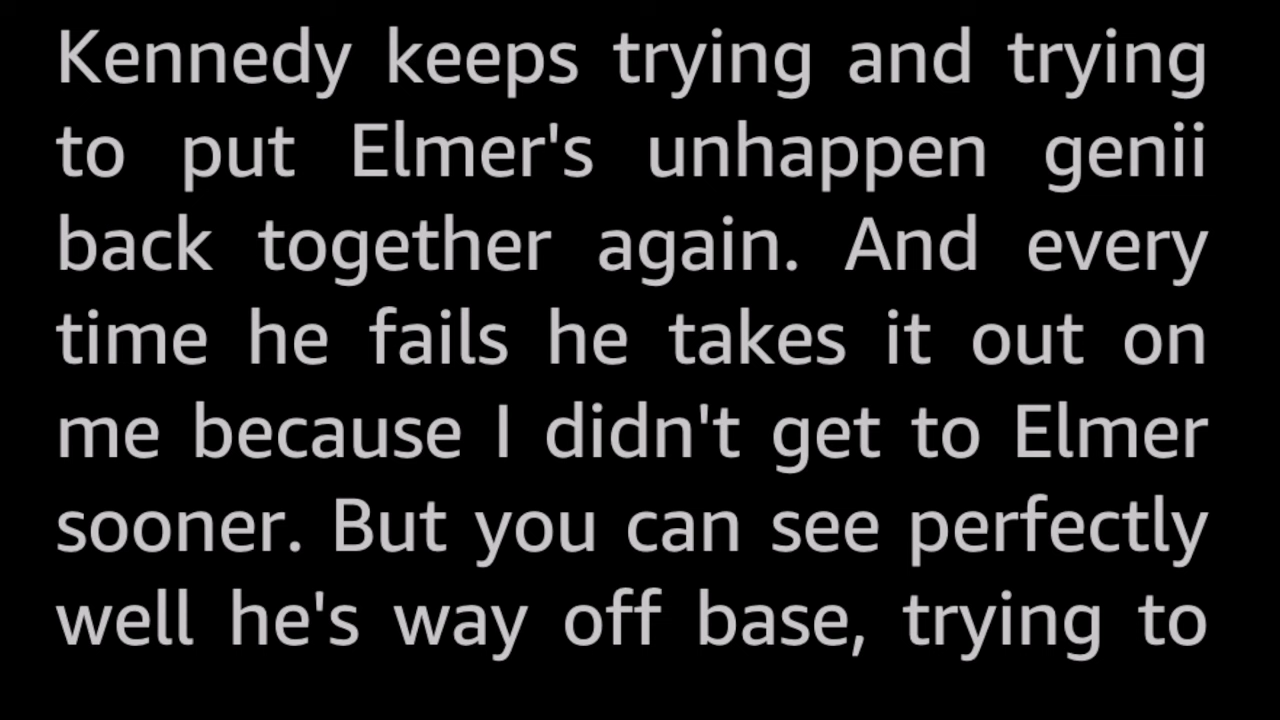 Kennedy keeps trying and trying
to put Elmer's unhappen genii
back together again. And every
time he fails he takes it out on
me because I didn't get to Elmer
sooner. But you can see perfectly
well he's way off base, trying to